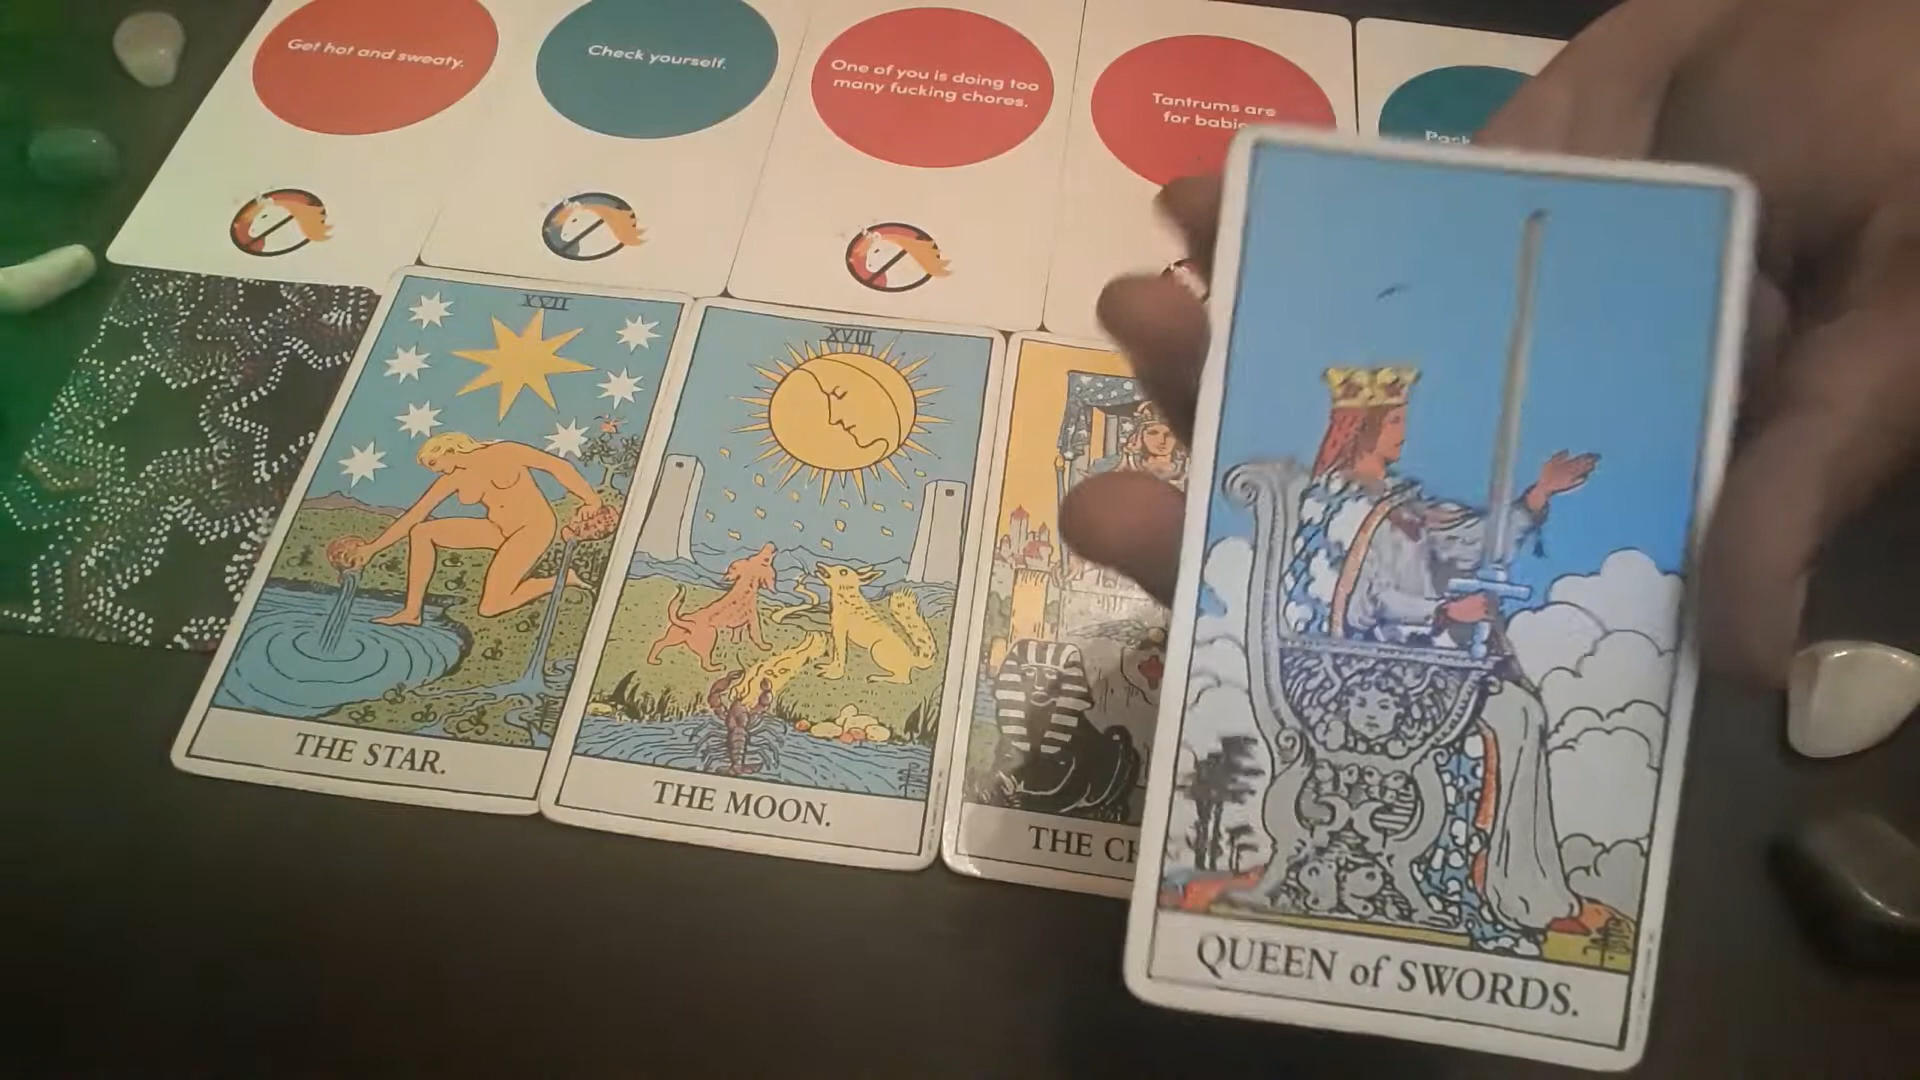 Get hot and sweaty.
Check yourself.
One of you is doing too
many fucking chores.
Tantrums are
for
XVII
THE STAR.
XVIII
THE MOON.
THE
QUEEN of SWORDS.